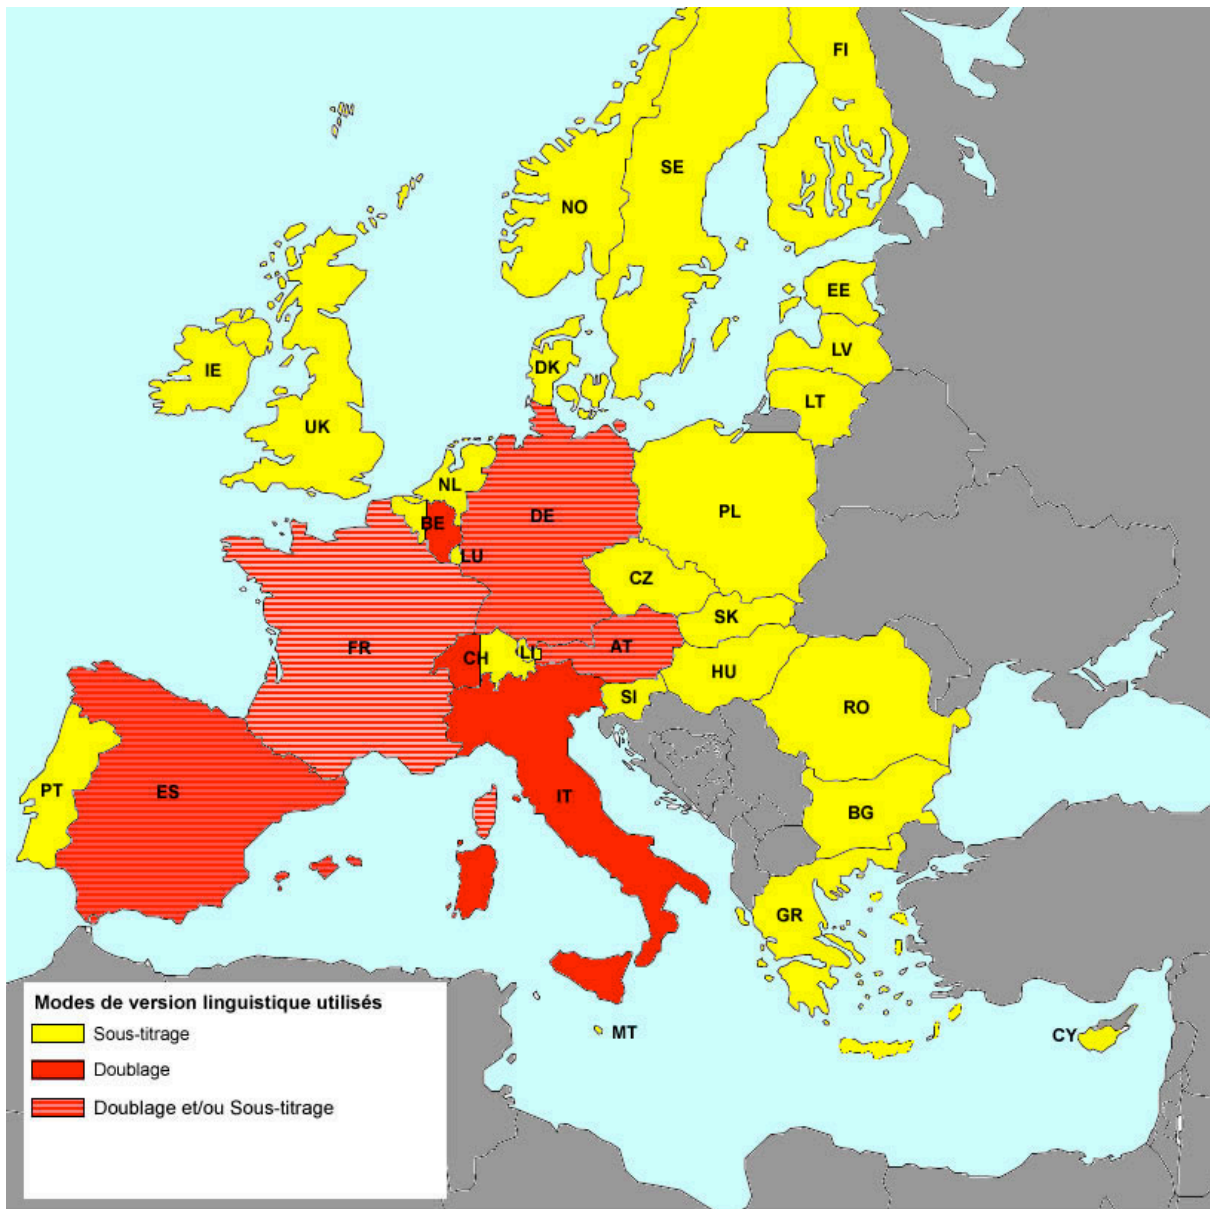 FI
SE
NO
EE
LV
IE
DK
LT
UK
NL
PL
BE
DE
LU
CZ
SK
FR
AT
CH
LI
HU
SI
RO
PT
ES
IT
BG
GR
MT
CY
Modes de version linguistique utilisés
Sous-titrage
Doublage
Doublage et/ou Sous-titrage